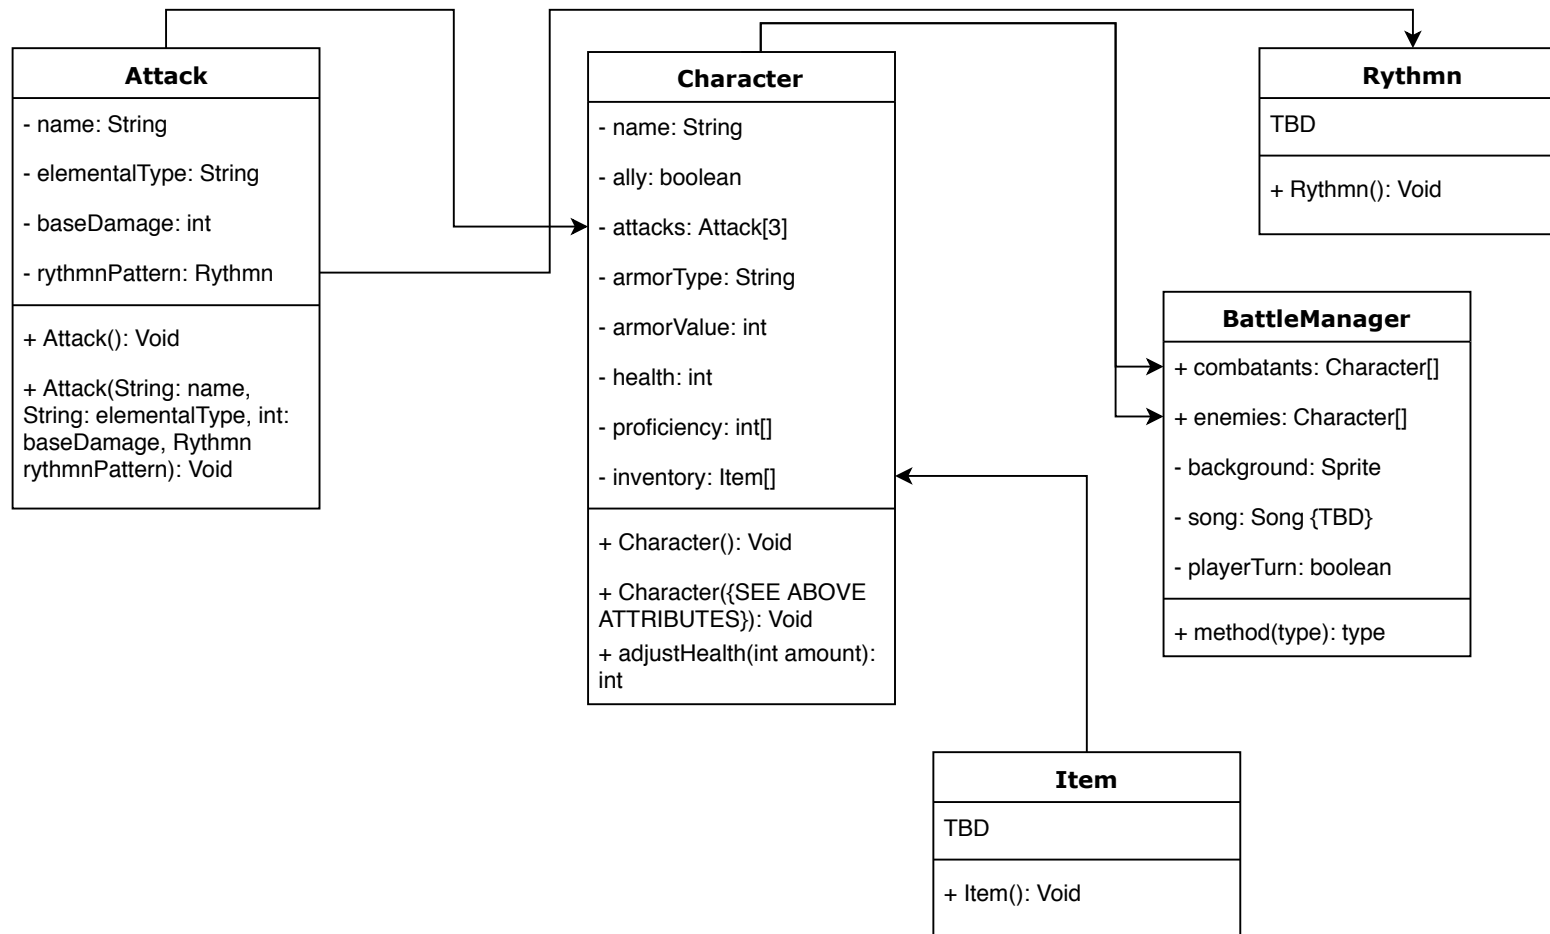 Attack
- name: String
- elementalType: String
- baseDamage: int
- rythmnPattern: Rythmn
+ Attack(): Void
+ Attack(String: name,
String: elementalType, int:
baseDamage, Rythmn
rythmnPattern): Void
Character
- name: String
- ally: boolean
- attacks: Attack[3]
- armorType: String
- armorValue: int
- health: int
- proficiency: int[]
- inventory: Item[]
+ Character(): Void
+ Character({SEE ABOVE
ATTRIBUTES}): Void
+ adjustHealth(int amount):
int
Rythmn
TBD
+ Rythmn(): Void
BattleManager
+ combatants: Character[]
+ enemies: Character[]
- background: Sprite
- song: Song {TBD}
- playerTurn: boolean
+ method(type): type
Item
TBD
+ Item(): Void